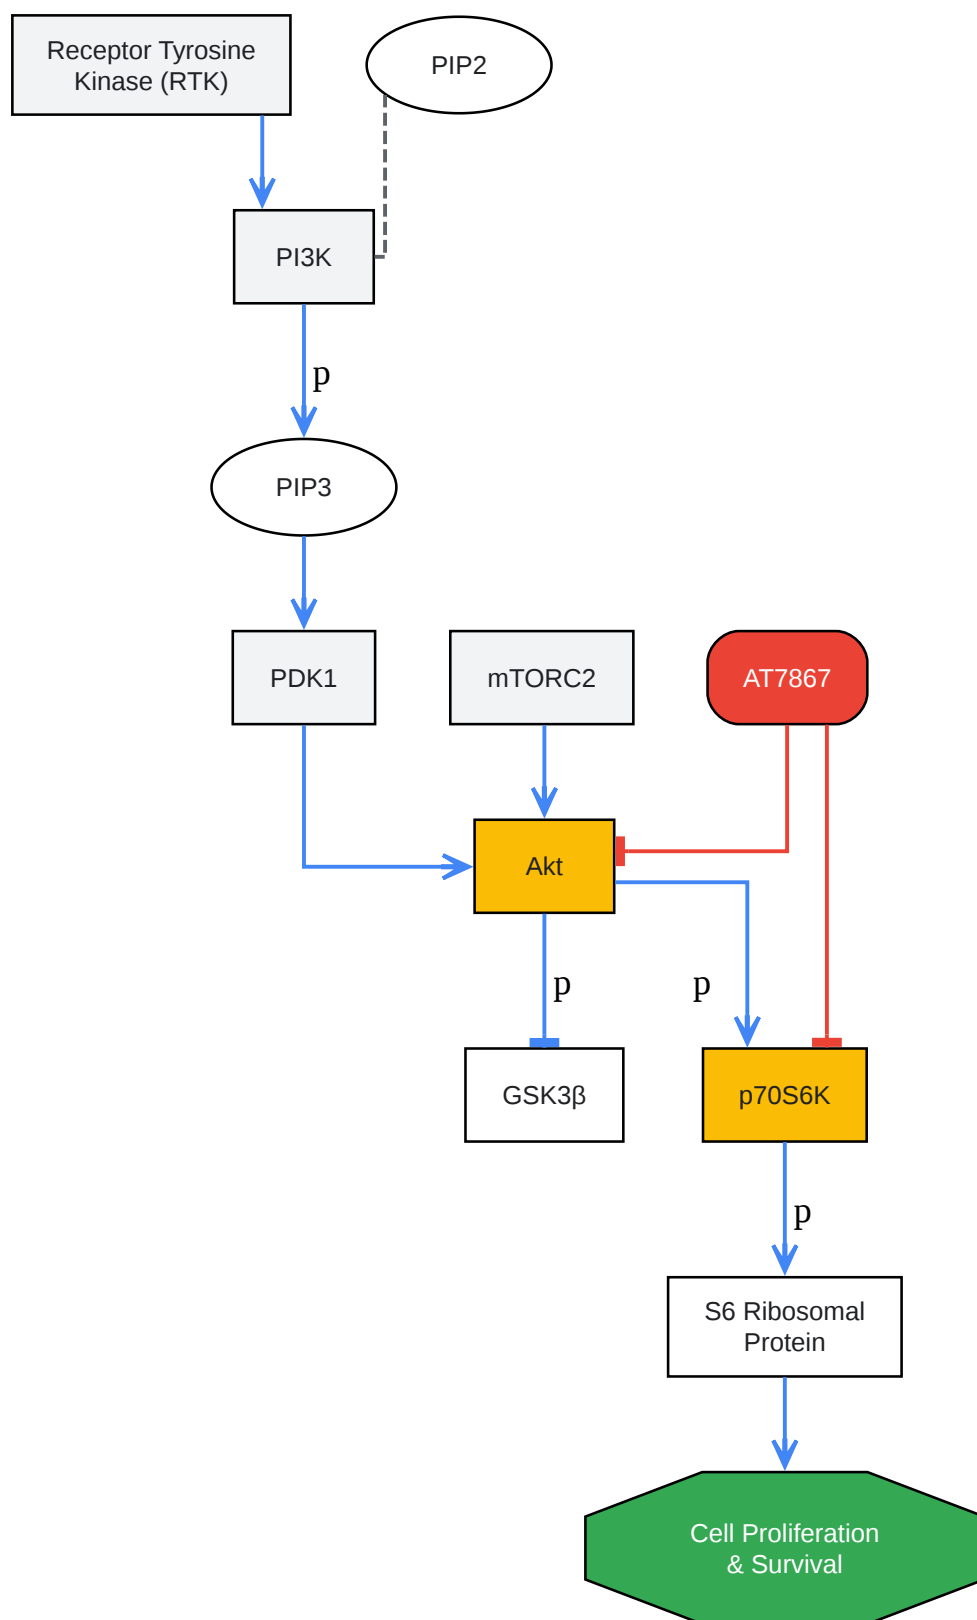 Receptor Tyrosine
Kinase (RTK)
PIP2
PI3K
p
PIP3
PDK1
mTORC2
AT7867
Akt
p
p
GSK3β
p70S6K
p
S6 Ribosomal
Protein
Cell Proliferation
& Survival